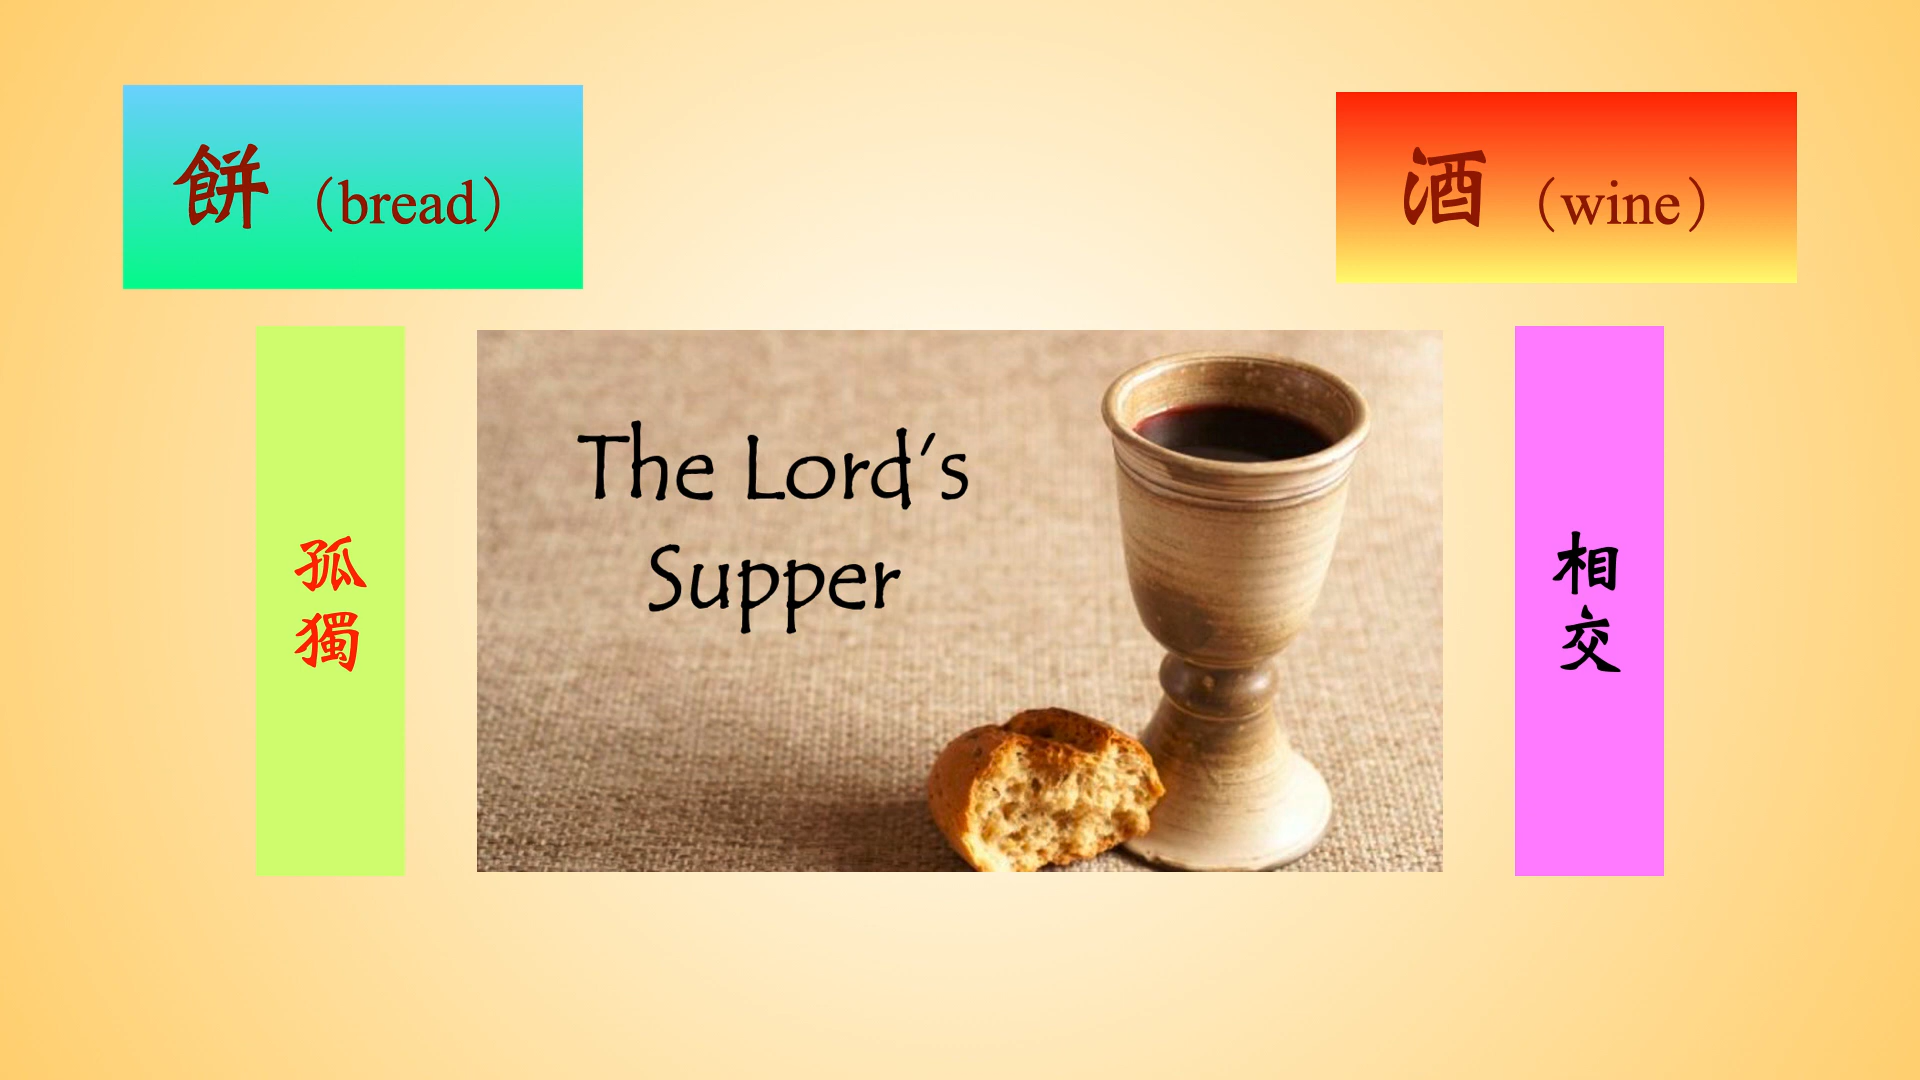 餅（bread）
酒（wine）
孤獨
The Lord's
Supper
相交